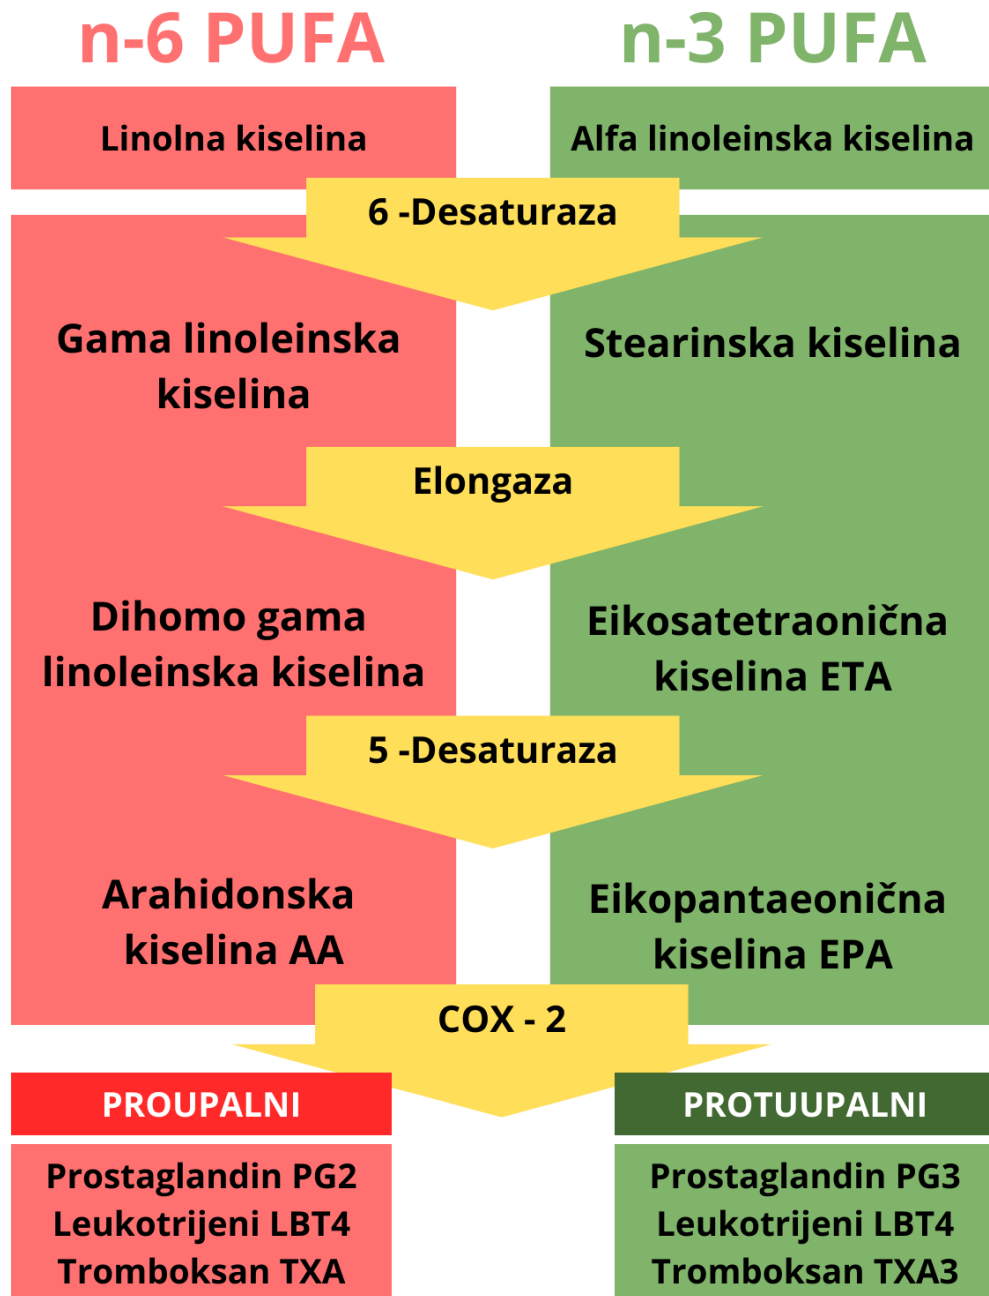 n-6 PUFA
n-3 PUFA
Linolna kiselina
Alfa linoleinska kiselina
6 -Desaturaza
Gama linoleinska
kiselina
Stearinska kiselina
Elongaza
Dihomo gama
linoleinska kiselina
Eikosatetraonična
kiselina ETA
5 -Desaturaza
Arahidonska
kiselina AA
Eikopantaeonična
kiselina EPA
COX - 2
PROUPALNI
PROTUUPALNI
Prostaglandin PG2
Leukotrijeni LBT4
Tromboksan TXA
Prostaglandin PG3
Leukotrijeni LBT4
Tromboksan TXA3